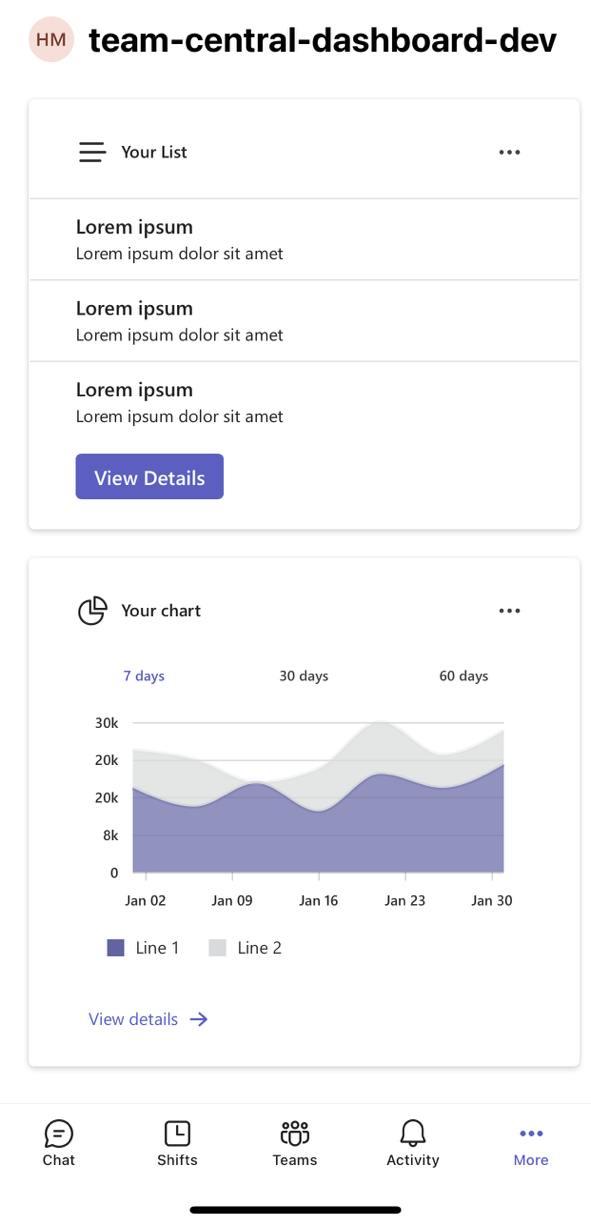 HM team-central-dashboard-dev
Your List
Lorem ipsum
Lorem ipsum dolor sit amet
Lorem ipsum
Lorem ipsum dolor sit amet
Lorem ipsum
Lorem ipsum dolor sit amet
View Details
Your chart
7 days 30 days 60 days
30k
20k
20k
8k
0
Jan 02 Jan 09 Jan 16 Jan 23 Jan 30
Line 1 Line 2
View details
Chat Shifts Teams Activity More